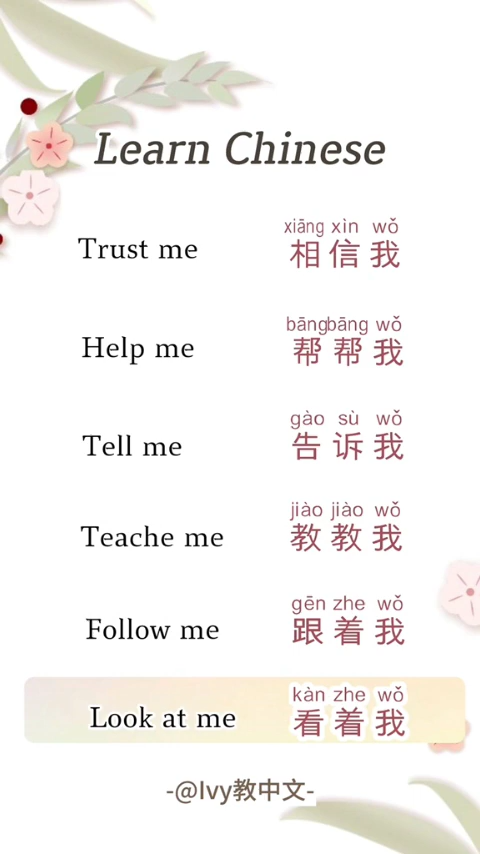 Learn Chinese
xiāng xìn wǒ
Trust me 相信我
bāngbāng wǒ
Help me 帮帮我
gào sù wǒ
Tell me 告诉我
jiào jiào wǒ
Teache me 教教我
gēn zhe wǒ
Follow me 跟着我
kàn zhe wǒ
Look at me 看着我
-@Ivy教中文-